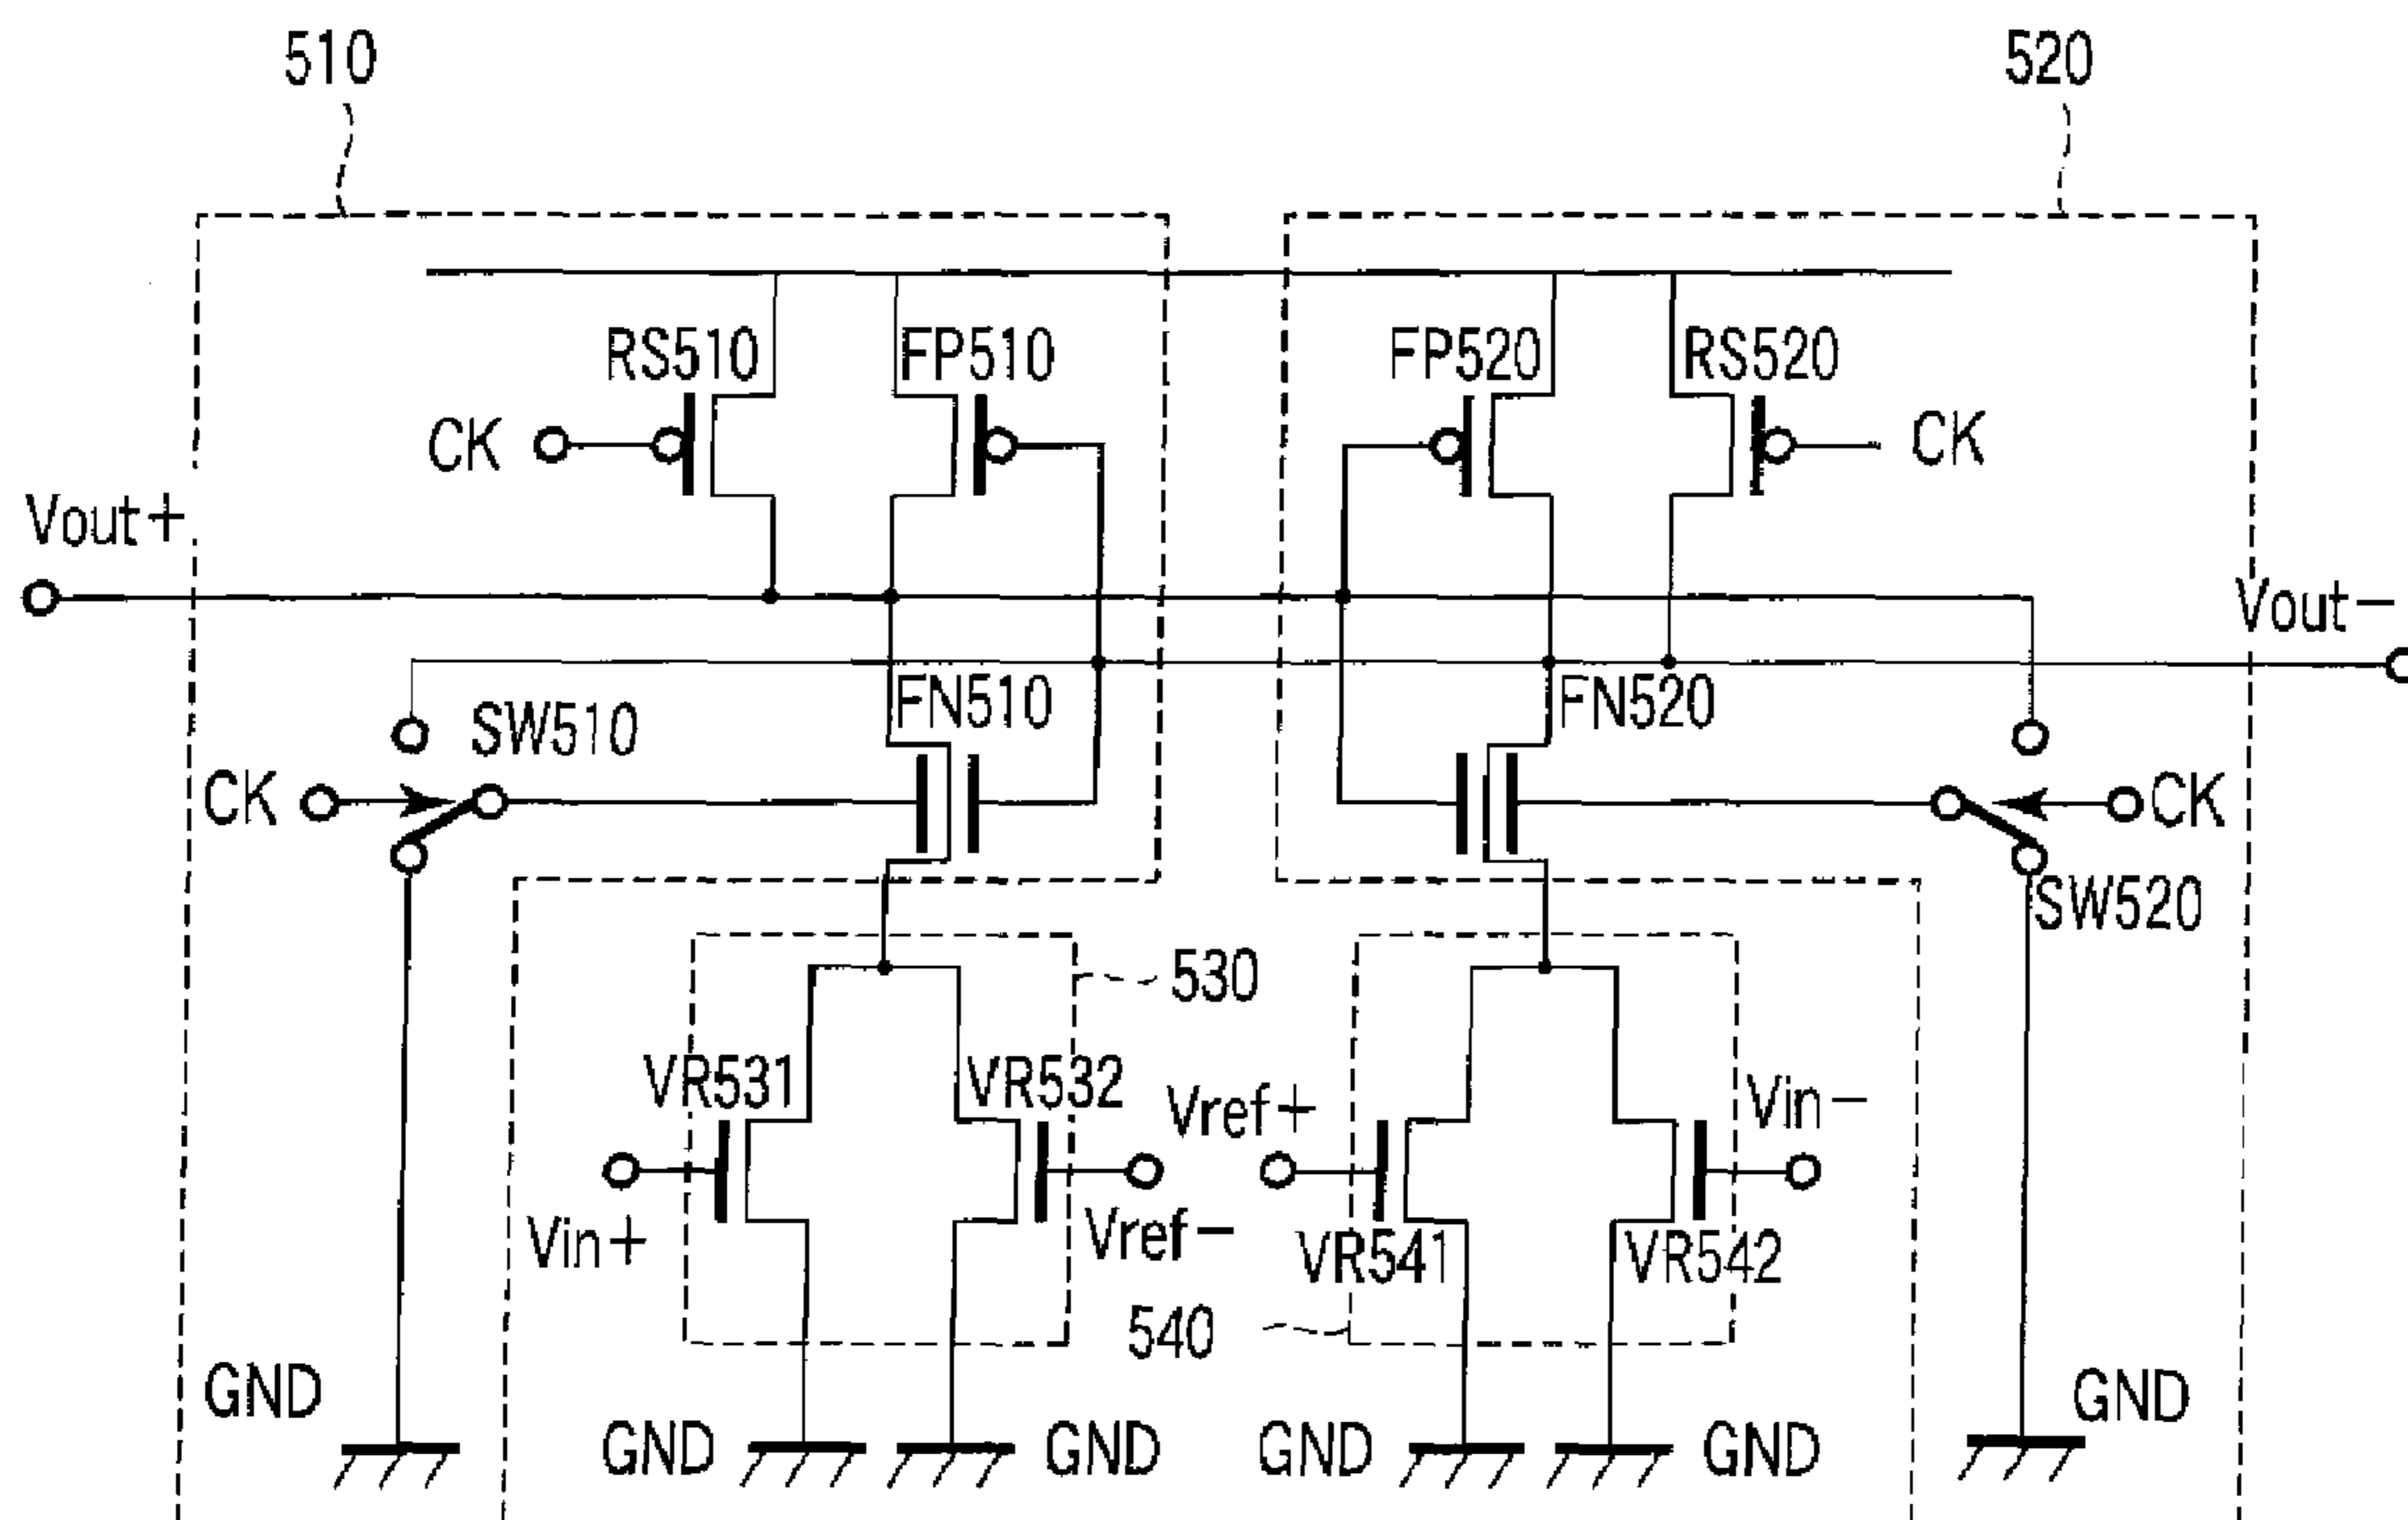 510
520
RS510
FP510
FP520
RS520
CK
CK
Vout+
Vout−
FN510
FN520
SW510
CK
CK
SW520
530
VR531
VR532
Vref+
Vin−
Vin+
Vref−
VR541
VR542
540
GND
GND
GND
GND
GND
GND